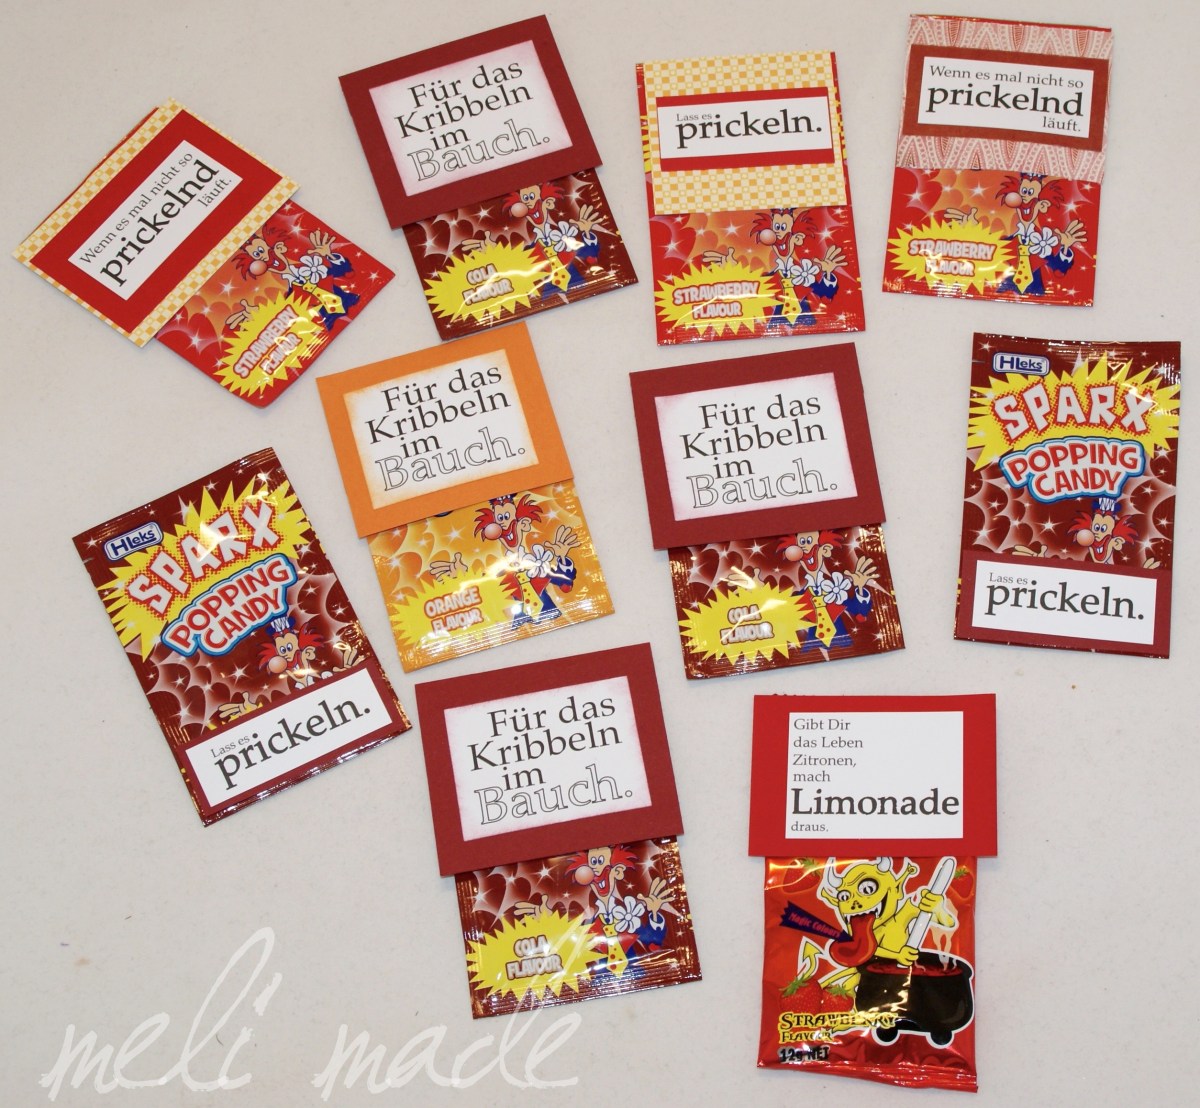 Für das
Kribbeln
im
Bauch.
COLA
FLAVOUR
Lass es
prickeln.
STRAWBERRY
FLAVOUR
Wenn es mal nicht so
prickelnd
läuft.
STRAWBERRY
FLAVOUR
Wenn es mal nicht so
prickelnd
läuft.
STRAWBERRY
FLAVOUR
Für das
Kribbeln
im
Bauch.
ORANGE
FLAVOUR
Für das
Kribbeln
im
Bauch.
COLA
FLAVOUR
Hleks
SPARX
POPPING
CANDY
Lass es
prickeln.
Hleks
SPARX
POPPING
CANDY
Lass es
prickeln.
Für das
Kribbeln
im
Bauch.
COLA
FLAVOUR
Gibt Dir
das Leben
Zitronen,
mach
Limonade
draus.
Magic Colours
STRAWBERRY
FLAVOUR
12g NET
meli made